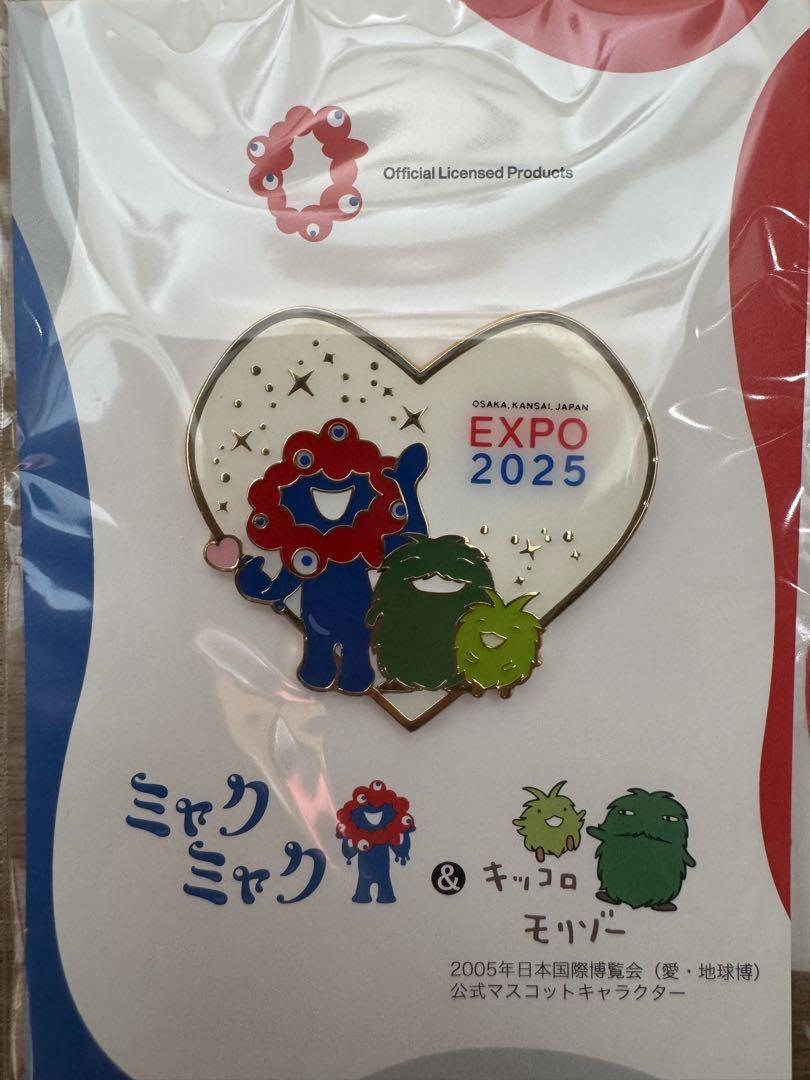 Official Licensed Products
OSAKA, KANSAI, JAPAN
EXPO
2025
ミャク
ミャク
&
キッコロ
モリゾー
2005年日本国際博覧会（愛・地球博）
公式マスコットキャラクター